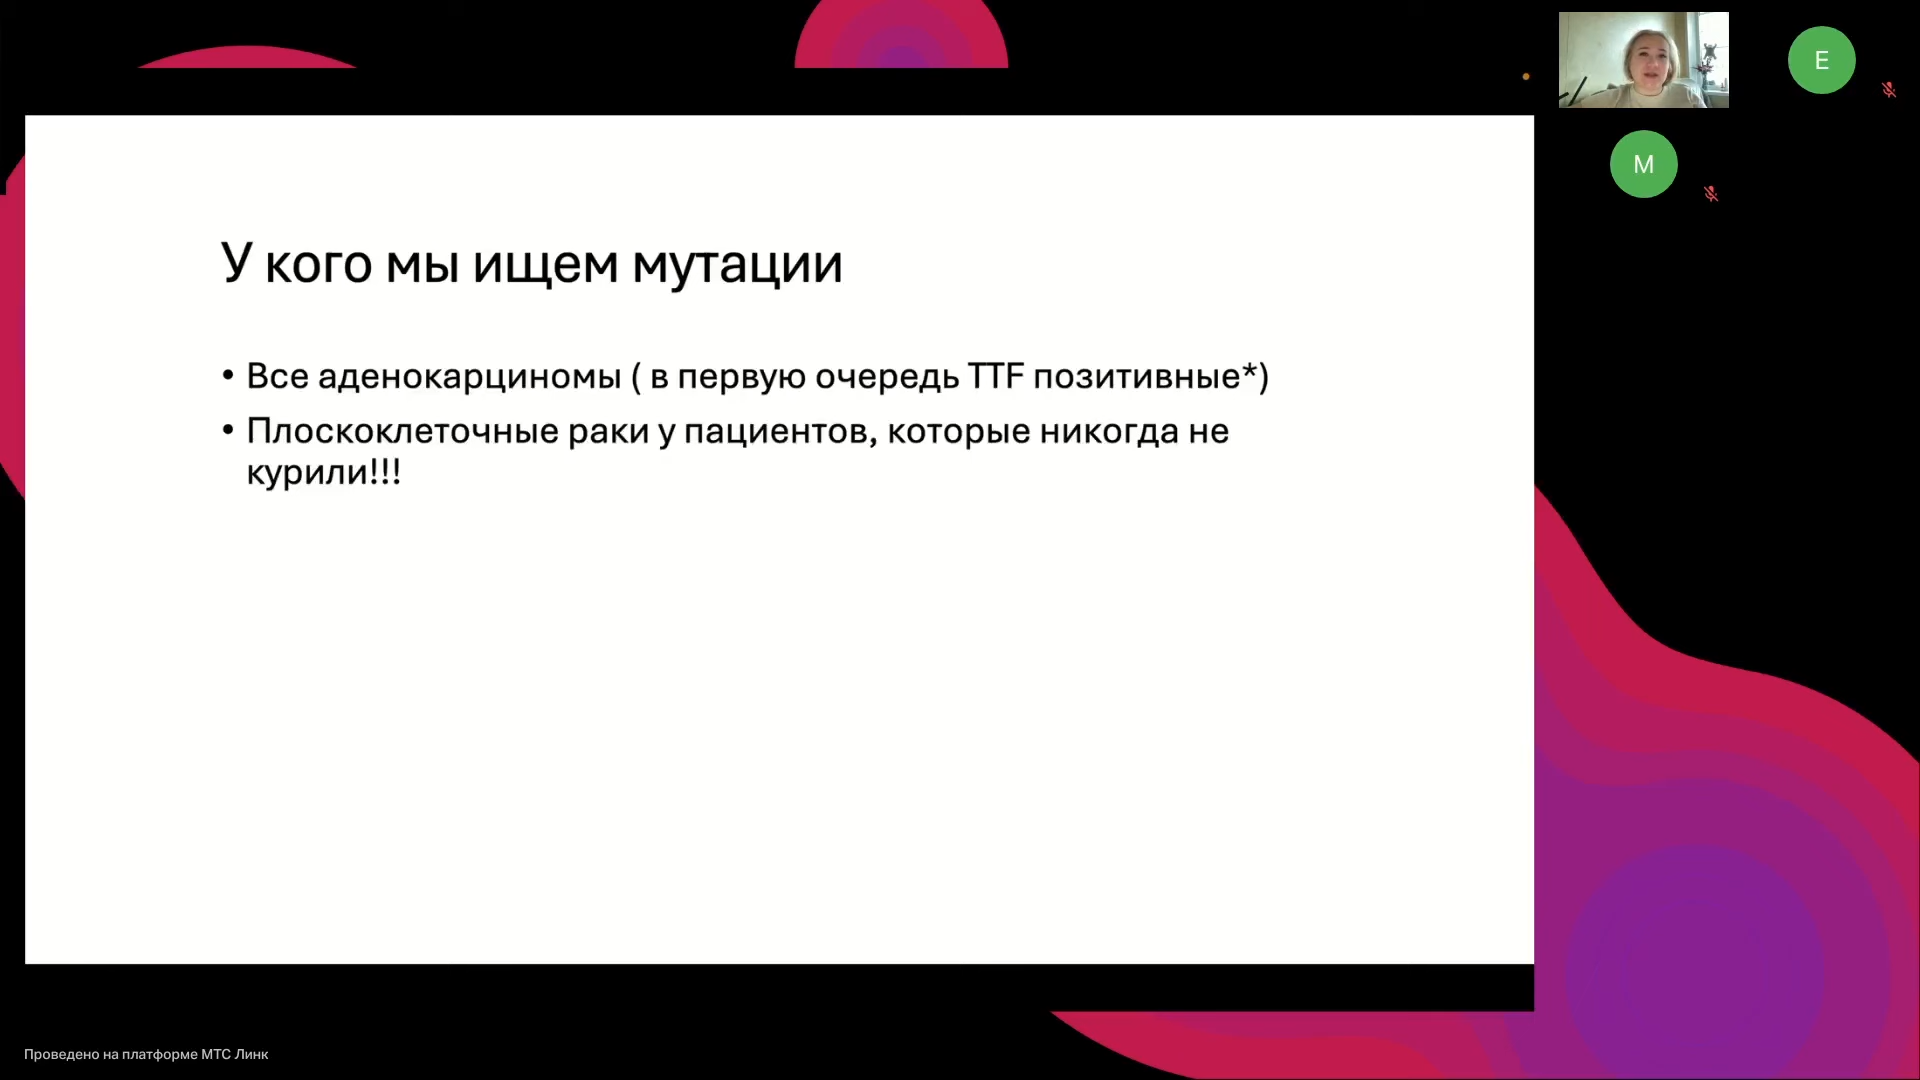 E
M
У кого мы ищем мутации
• Все аденокарциномы ( в первую очередь TTF позитивные*)
• Плоскоклеточные раки у пациентов, которые никогда не
курили!!!
Проведено на платформе МТС Линк